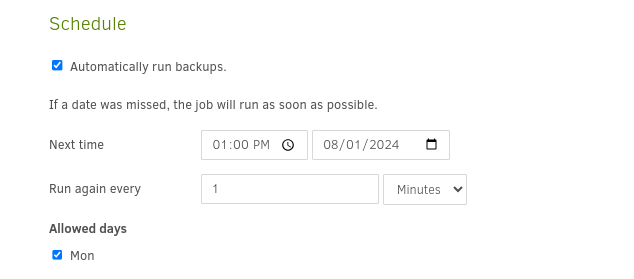 Schedule
Automatically run backups.
If a date was missed, the job will run as soon as possible.
Next time 01:00 PM 08/01/2024
Run again every 1 Minutes
Allowed days
Mon